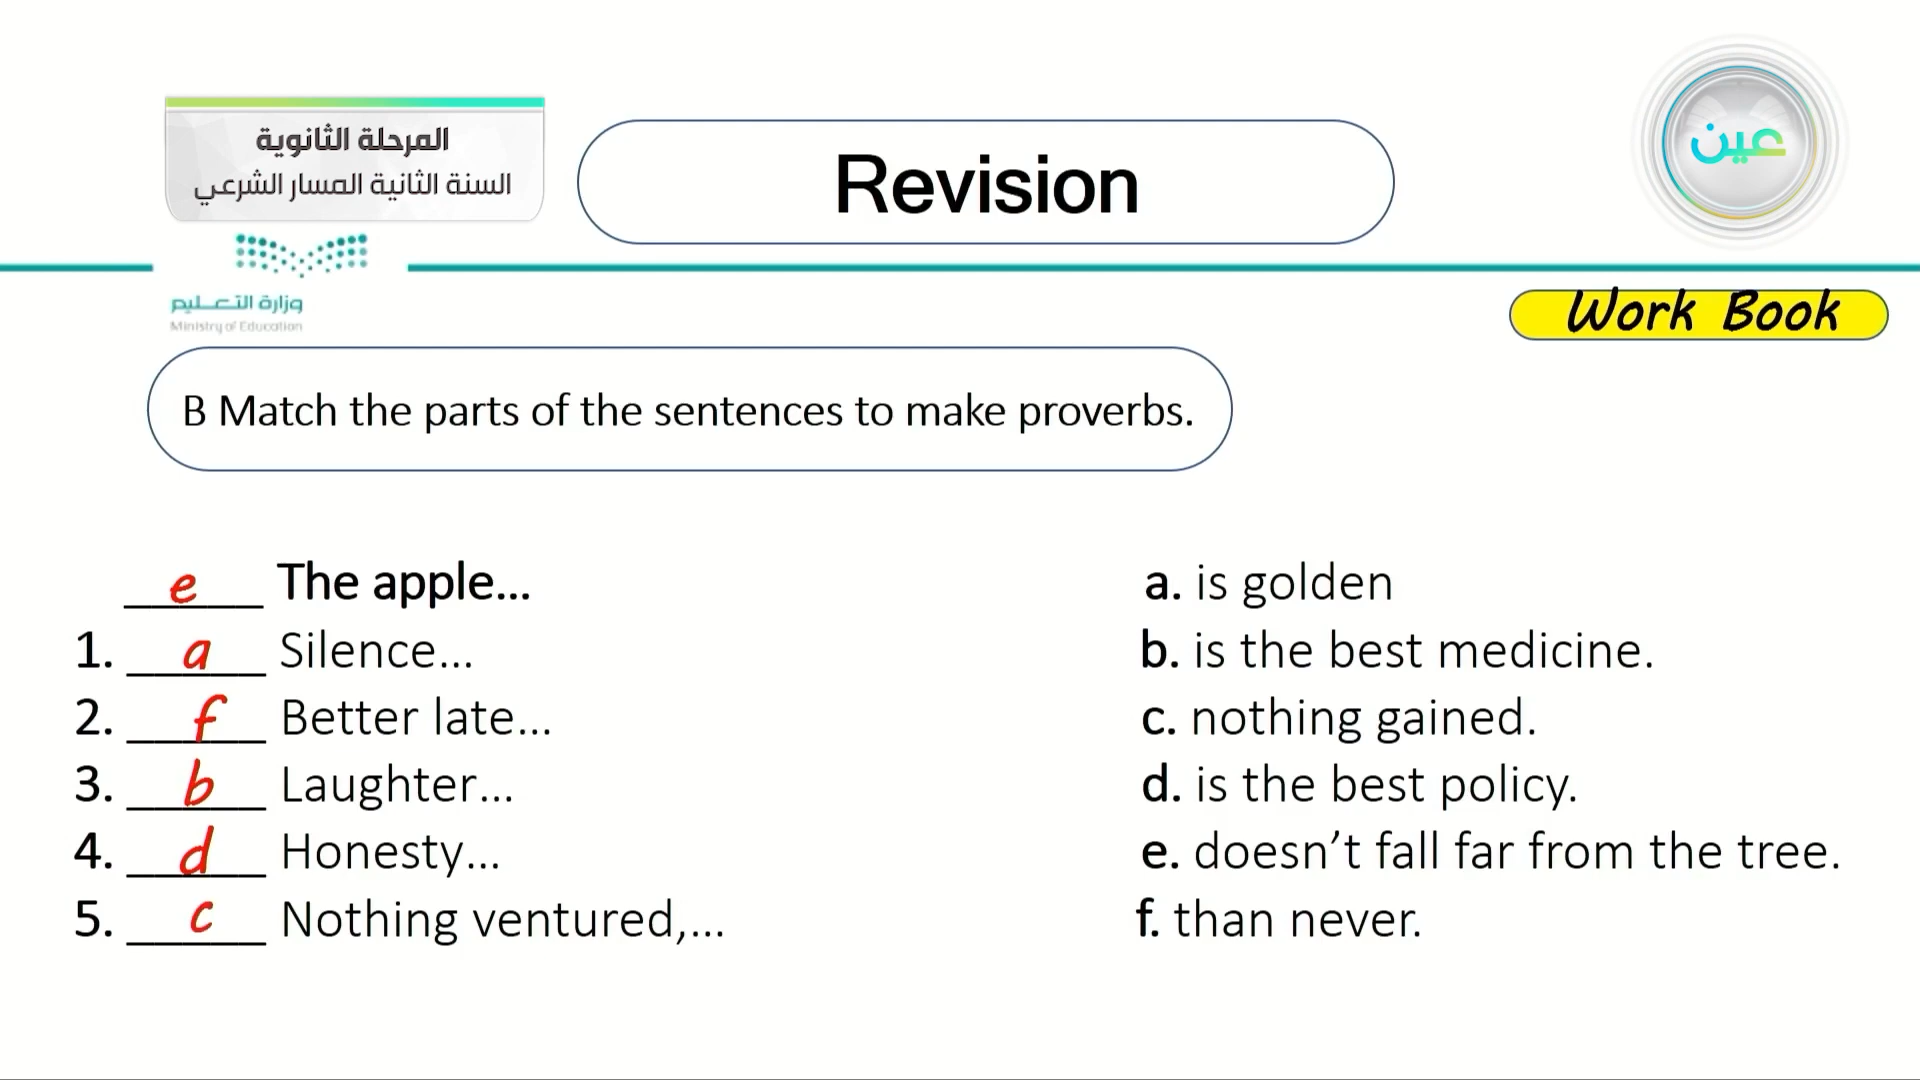 المرحلة الثانوية
السنة الثانية المسار الشرعي
Revision
عين
وزارة التعليم
Ministry of Education
Work Book
B Match the parts of the sentences to make proverbs.
e The apple...
1. a Silence...
2. f Better late...
3. b Laughter...
4. d Honesty...
5. c Nothing ventured,...
a. is golden
b. is the best medicine.
c. nothing gained.
d. is the best policy.
e. doesn’t fall far from the tree.
f. than never.